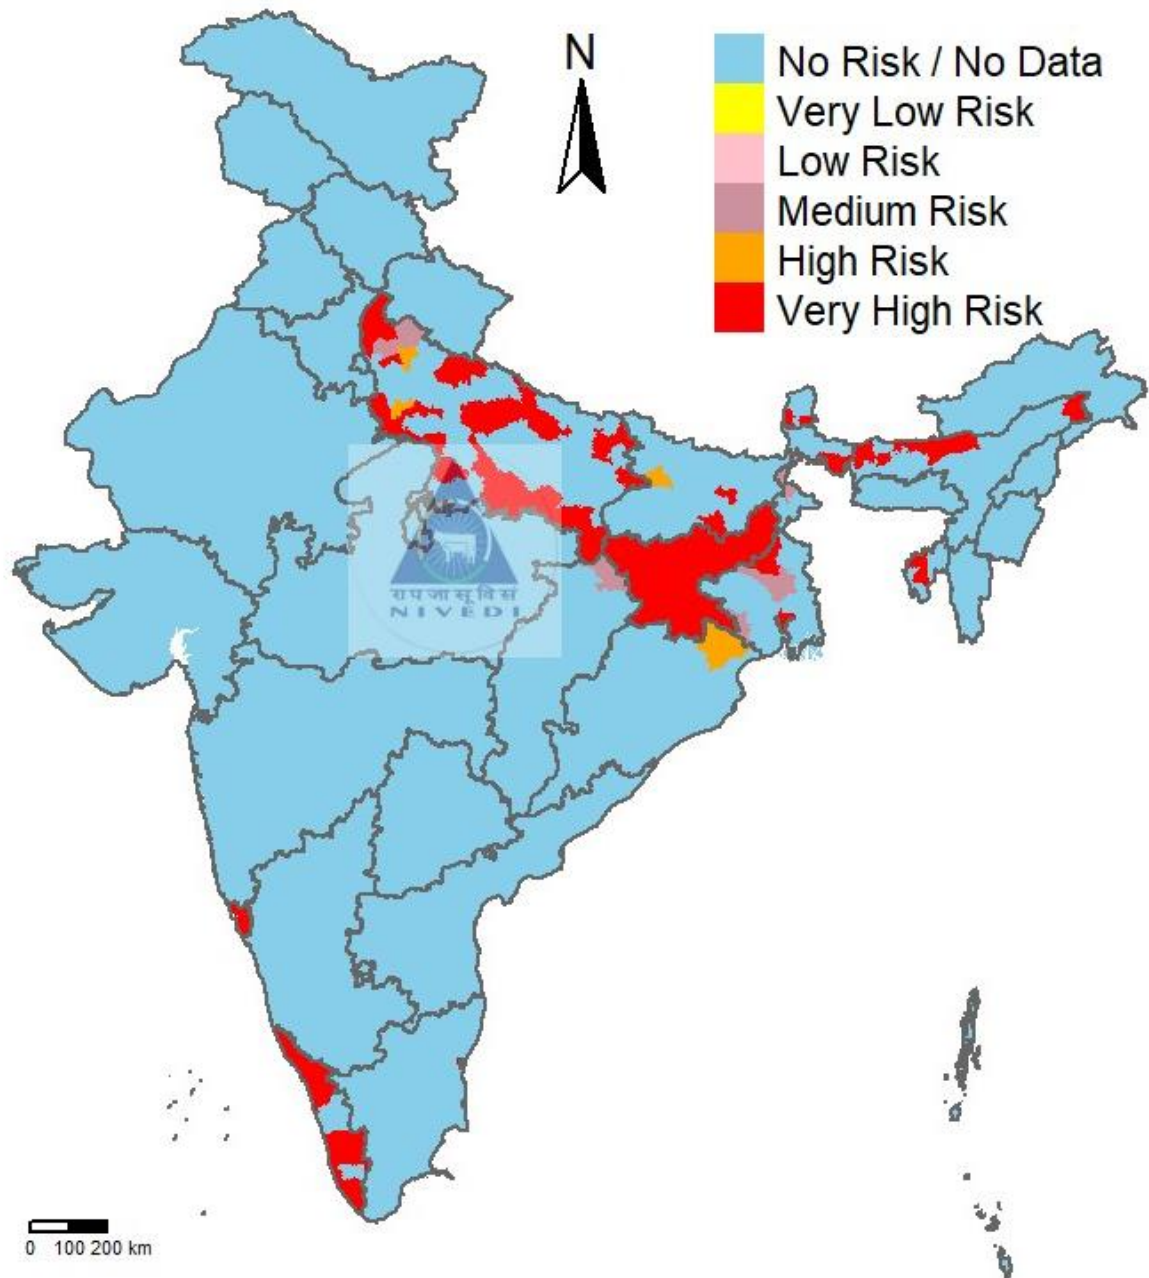 N
No Risk / No Data
Very Low Risk
Low Risk
Medium Risk
High Risk
Very High Risk
रापजासूविसं
NIVEDI
0 100 200 km